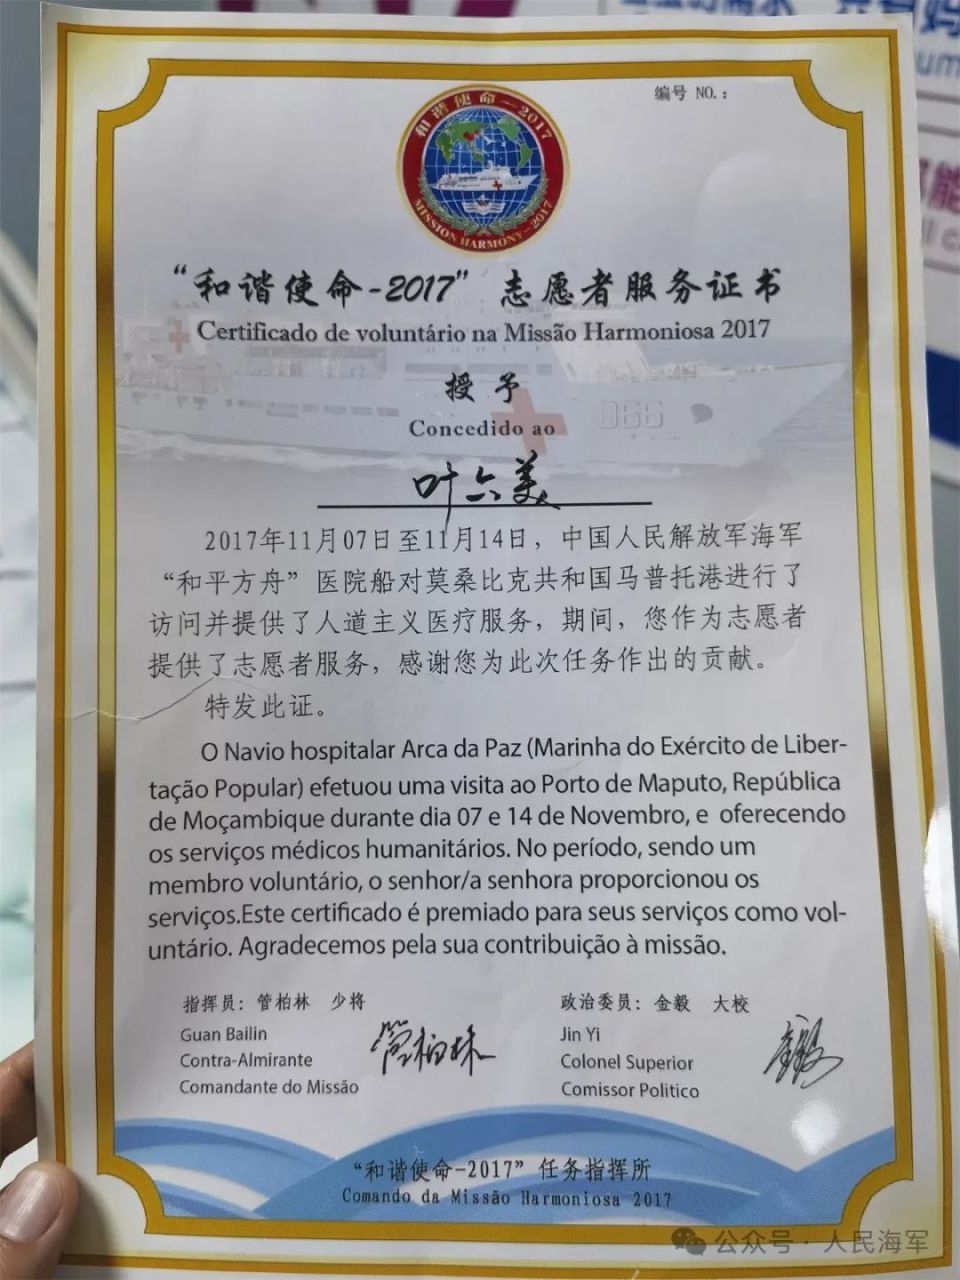 编号 NO.:
和谐使命—2017
MISSION HARMONY-2017
“和谐使命-2017”志愿者服务证书
Certificado de voluntário na Missão Harmoniosa 2017
授予
Concedido ao
866
叶六美
2017年11月07日至11月14日，中国人民解放军海军
“和平方舟”医院船对莫桑比克共和国马普托港进行了
访问并提供了人道主义医疗服务，期间，您作为志愿者
提供了志愿者服务，感谢您为此次任务作出的贡献。
特发此证。
O Navio hospitalar Arca da Paz (Marinha do Exército de Liber-
tação Popular) efetuou uma visita ao Porto de Maputo, República
de Moçambique durante dia 07 e 14 de Novembro, e oferecendo
os serviços médicos humanitários. No período, sendo um
membro voluntário, o senhor/a senhora proporcionou os
serviços.Este certificado é premiado para seus serviços como vol-
untário. Agradecemos pela sua contribuição à missão.
指挥员：管柏林 少将
Guan Bailin
Contra-Almirante
Comandante do Missão
管柏林
政治委员：金毅 大校
Jin Yi
Colonel Superior
Comissor Politico
金毅
“和谐使命-2017”任务指挥所
Comando da Missão Harmoniosa 2017
公众号·人民海军